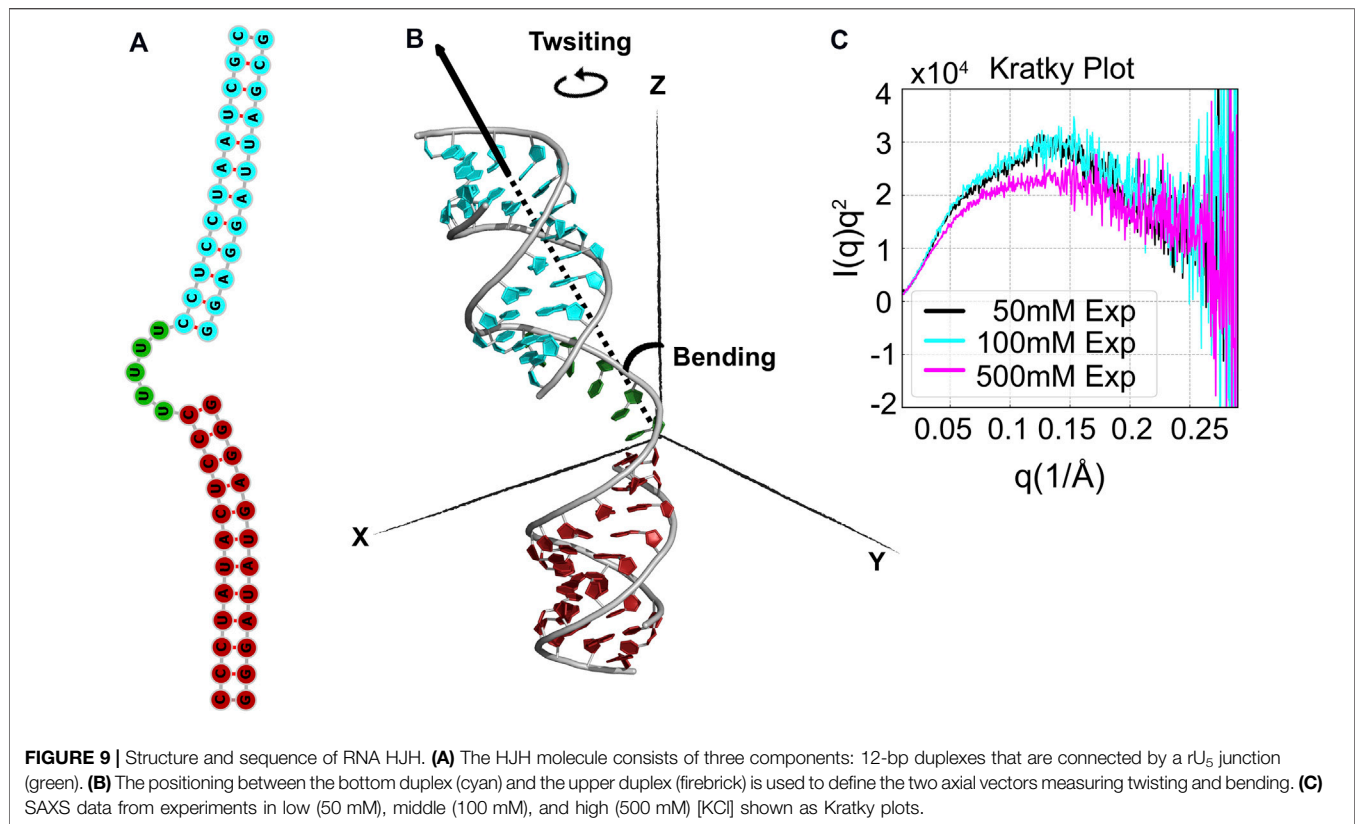 A
C G
G C
C G
U A
A U
A U
U A
C G
C G
U A
C G
C G
U
U
U
U
U
C G
C G
C G
U A
C G
A U
U A
A U
U A
C G
C G
C G
B
Twsiting
Z
Bending
X
Y
C
x10⁴ Kratky Plot
I(q)q²
4
3
2
1
0
-1
-2
50mM Exp
100mM Exp
500mM Exp
0.05 0.1 0.15 0.2 0.25
q(1/Å)
FIGURE 9 | Structure and sequence of RNA HJH. (A) The HJH molecule consists of three components: 12-bp duplexes that are connected by a rU₅ junction
(green). (B) The positioning between the bottom duplex (cyan) and the upper duplex (firebrick) is used to define the two axial vectors measuring twisting and bending. (C)
SAXS data from experiments in low (50 mM), middle (100 mM), and high (500 mM) [KCl] shown as Kratky plots.